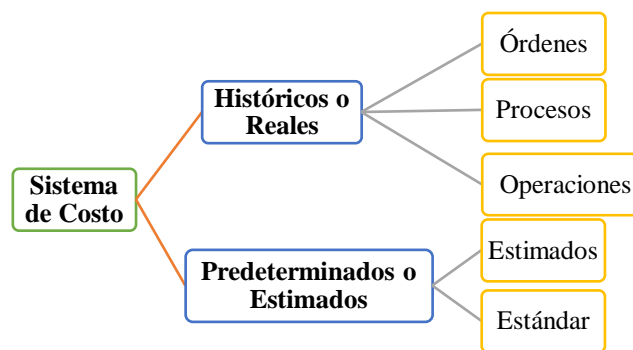 Sistema
de Costo
Históricos o
Reales
Órdenes
Procesos
Operaciones
Predeterminados o
Estimados
Estimados
Estándar